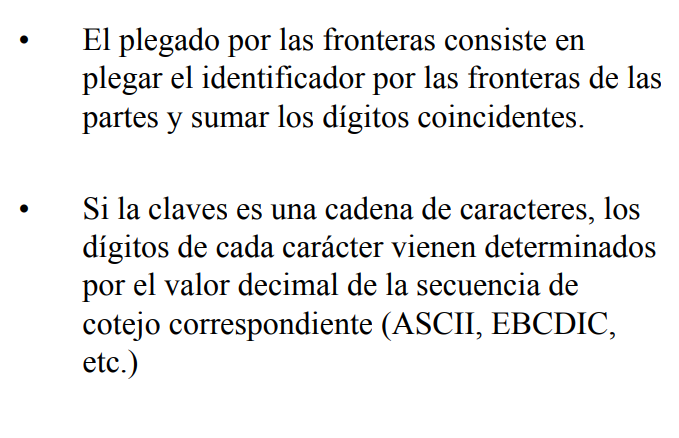 • El plegado por las fronteras consiste en
plegar el identificador por las fronteras de las
partes y sumar los dígitos coincidentes.
• Si la claves es una cadena de caracteres, los
dígitos de cada carácter vienen determinados
por el valor decimal de la secuencia de
cotejo correspondiente (ASCII, EBCDIC,
etc.)